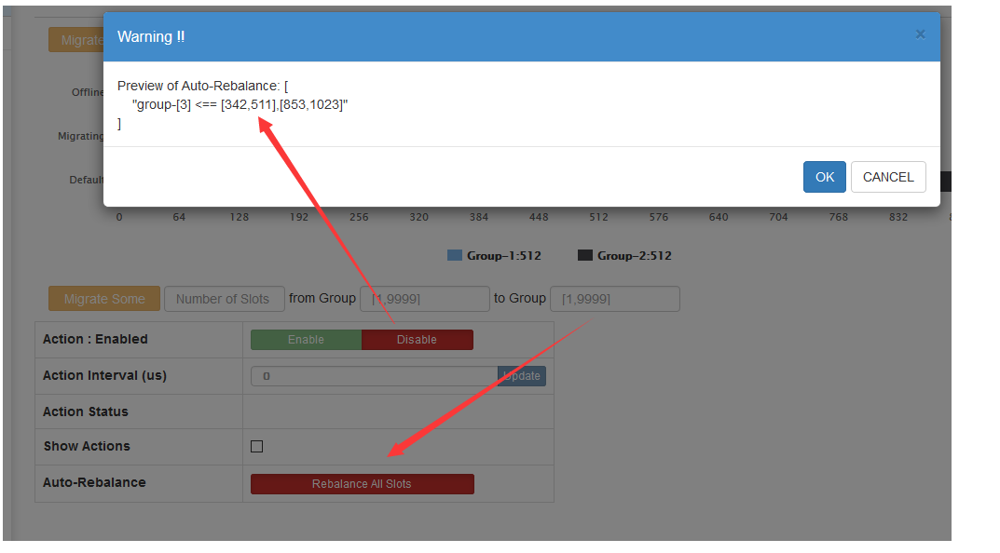 Warning !!
×
Preview of Auto-Rebalance: [
"group-[3] <== [342,511],[853,1023]"
]
OK
CANCEL
Migrate
Offline
Migrating
Default
0 64 128 192 256 320 384 448 512 576 640 704 768 832
Group-1:512 Group-2:512
Migrate Some Number of Slots from Group [1,9999] to Group [1,9999]
Action : Enabled Enable Disable
Action Interval (us) 0 Update
Action Status
Show Actions
Auto-Rebalance Rebalance All Slots